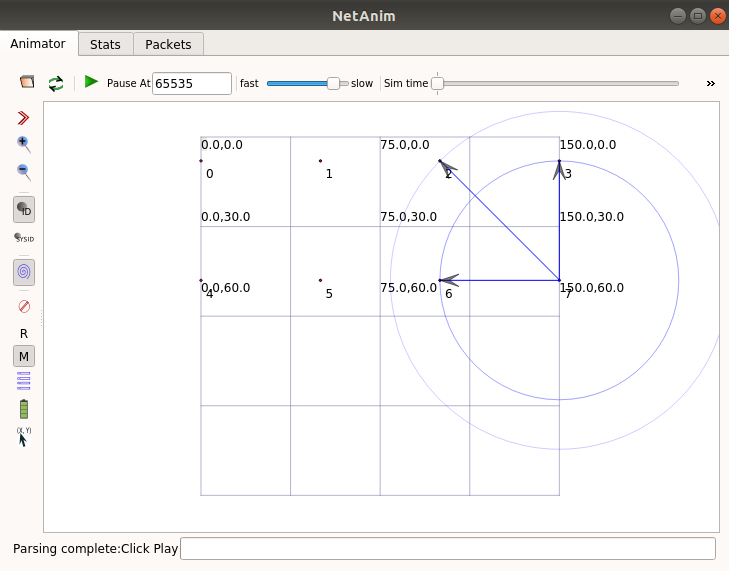 NetAnim
Animator Stats Packets
Pause At 65535 fast slow Sim time »
0.0,0.0 75.0,0.0 150.0,0.0
0 1 2 3
ID
0.0,30.0 75.0,30.0 150.0,30.0
SYSID
0.0,60.0 75.0,60.0 150.0,60.0
4 5 6 7
R
M
(X, Y)
Parsing complete:Click Play